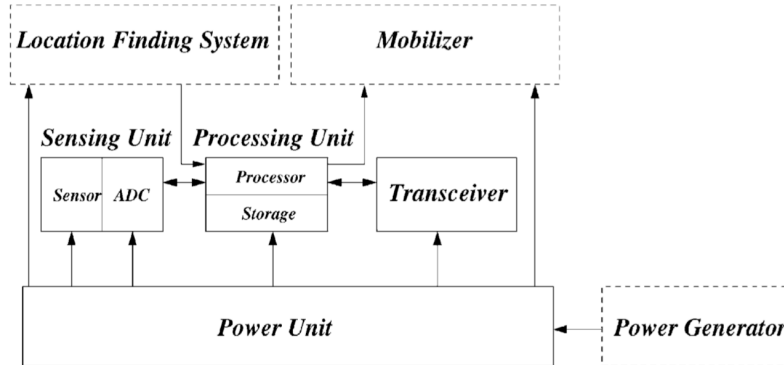 Location Finding System
Mobilizer
Sensing Unit
Processing Unit
Sensor
ADC
Processor
Storage
Transceiver
Power Unit
Power Generator